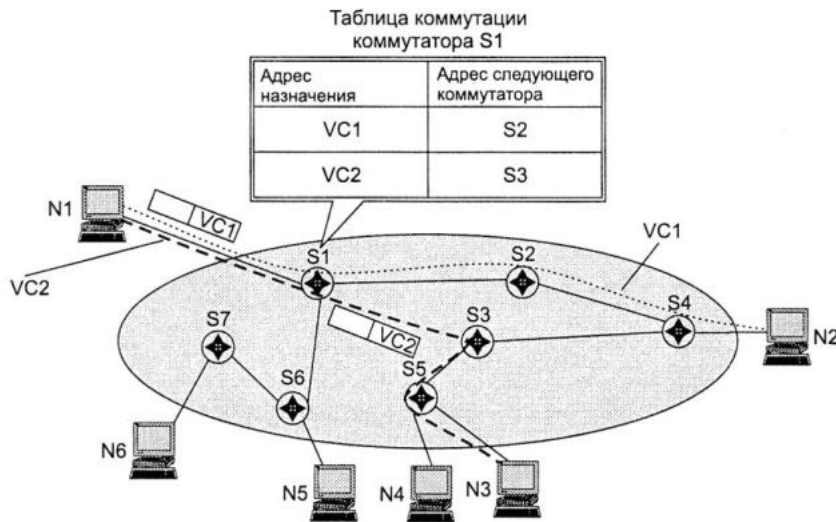 Таблица коммутации
коммутатора S1
Адрес назначения
Адрес следующего коммутатора
VC1
S2
VC2
S3
N1
VC1
VC2
S1
S2
VC1
S3
S4
N2
VC2
S7
S6
S5
N6
N5
N4
N3